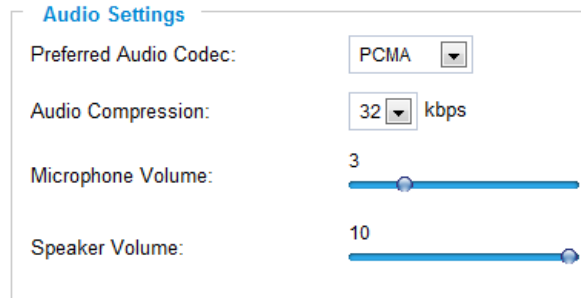 Audio Settings
Preferred Audio Codec: PCMA
Audio Compression: 32 kbps
3
Microphone Volume:
10
Speaker Volume: